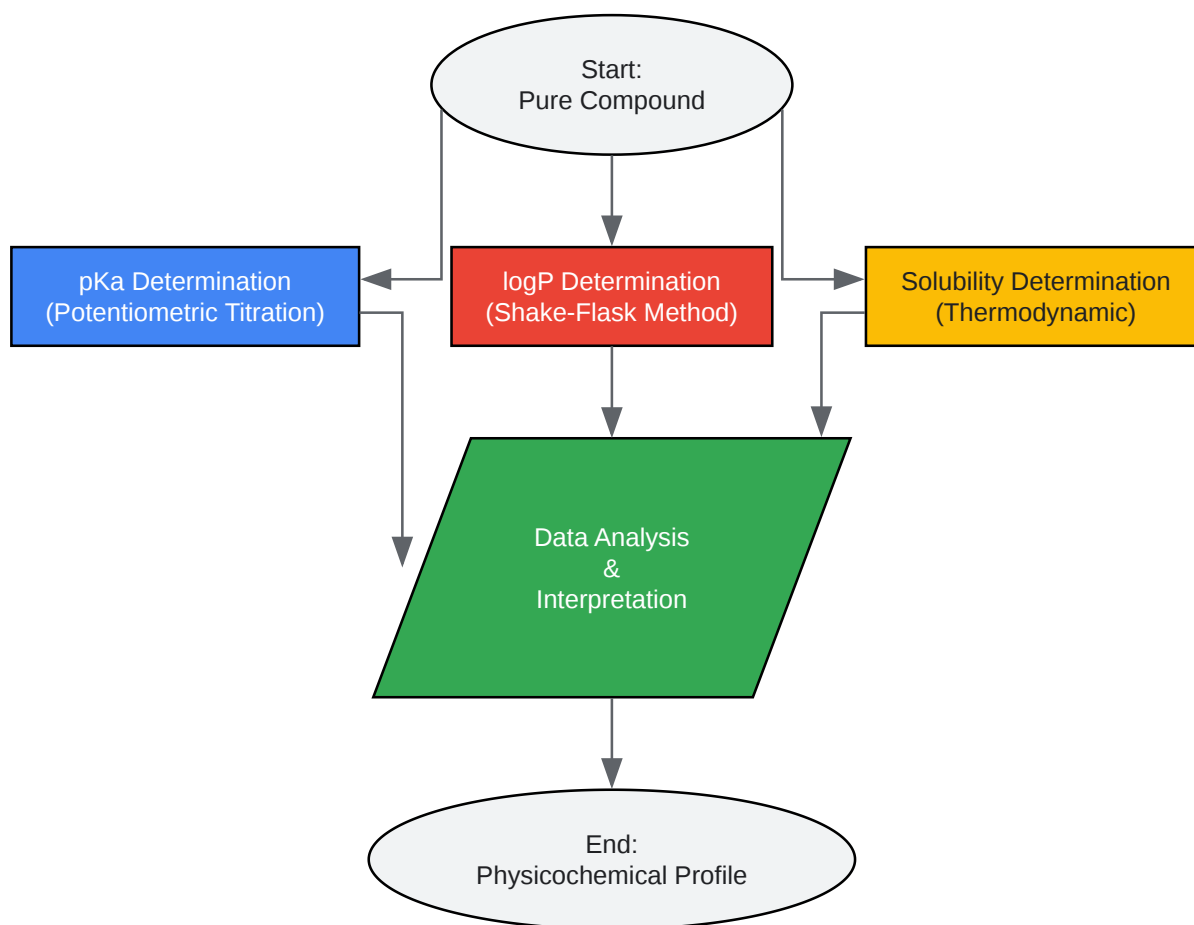 Start:
Pure Compound
pKa Determination
(Potentiometric Titration)
logP Determination
(Shake-Flask Method)
Solubility Determination
(Thermodynamic)
Data Analysis
&
Interpretation
End:
Physicochemical Profile